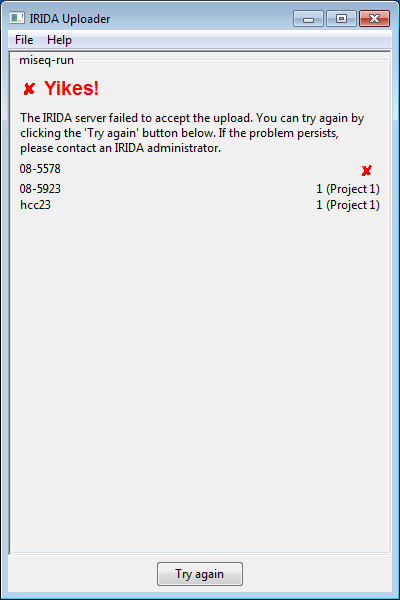 IRIDA Uploader
File Help
miseq-run
✘ Yikes!
The IRIDA server failed to accept the upload. You can try again by
clicking the 'Try again' button below. If the problem persists,
please contact an IRIDA administrator.
08-5578 ✘
08-5923 1 (Project 1)
hcc23 1 (Project 1)
Try again